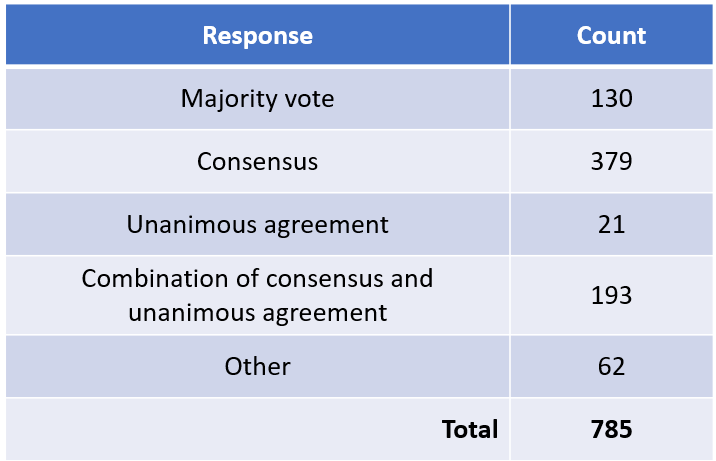 Response Count
Majority vote 130
Consensus 379
Unanimous agreement 21
Combination of consensus and
unanimous agreement 193
Other 62
Total 785